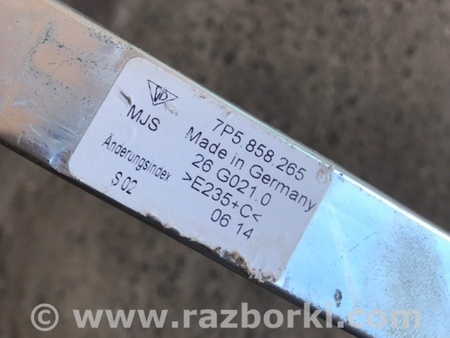 7P5.858 265
MJS Made in Germany
26 G021.0
Änderungsindex >E235+C<
S 02 06 14
© www.razborki.com